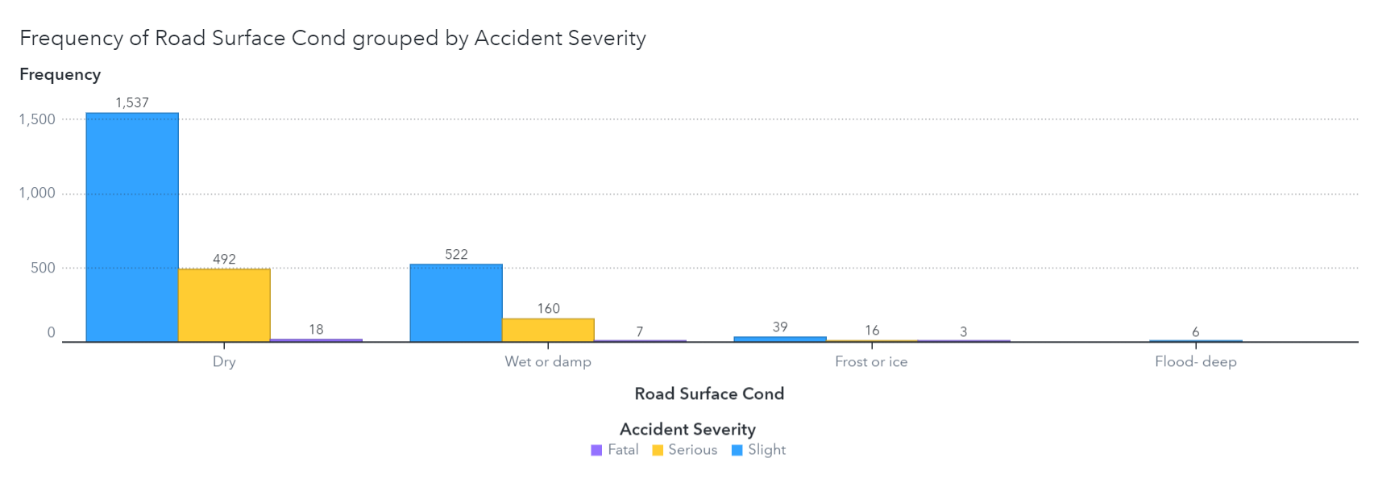 Frequency of Road Surface Cond grouped by Accident Severity
Frequency
1,537
1,500
1,000
522
500
492
160
39
18
16
7
3
6
0
Dry
Wet or damp
Frost or ice
Flood- deep
Road Surface Cond
Accident Severity
Fatal Serious Slight